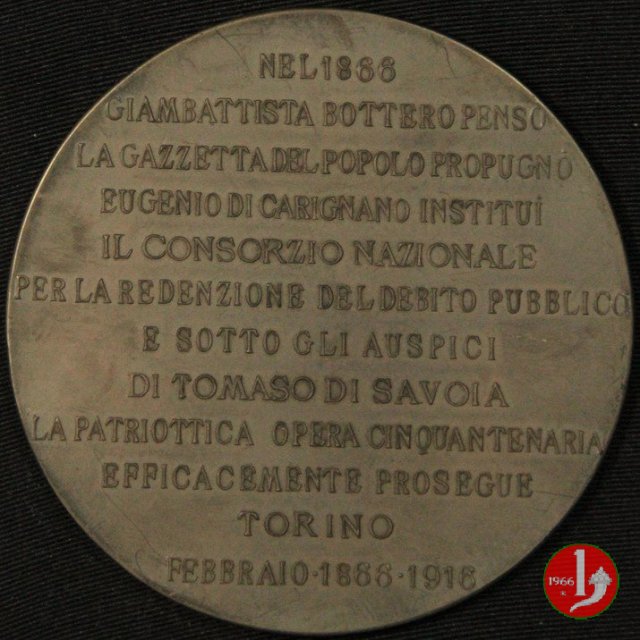 NEL 1866
GIAMBATTISTA BOTTERO PENSÒ
LA GAZZETTA DEL POPOLO PROPUGNÒ
EUGENIO DI CARIGNANO INSTITUÌ
IL CONSORZIO NAZIONALE
PER LA REDENZIONE DEL DEBITO PUBBLICO
E SOTTO GLI AUSPICI
DI TOMASO DI SAVOIA
LA PATRIOTTICA OPERA CINQUANTENARIA
EFFICACEMENTE PROSEGUE
TORINO
FEBBRAIO·1866·1916
1966